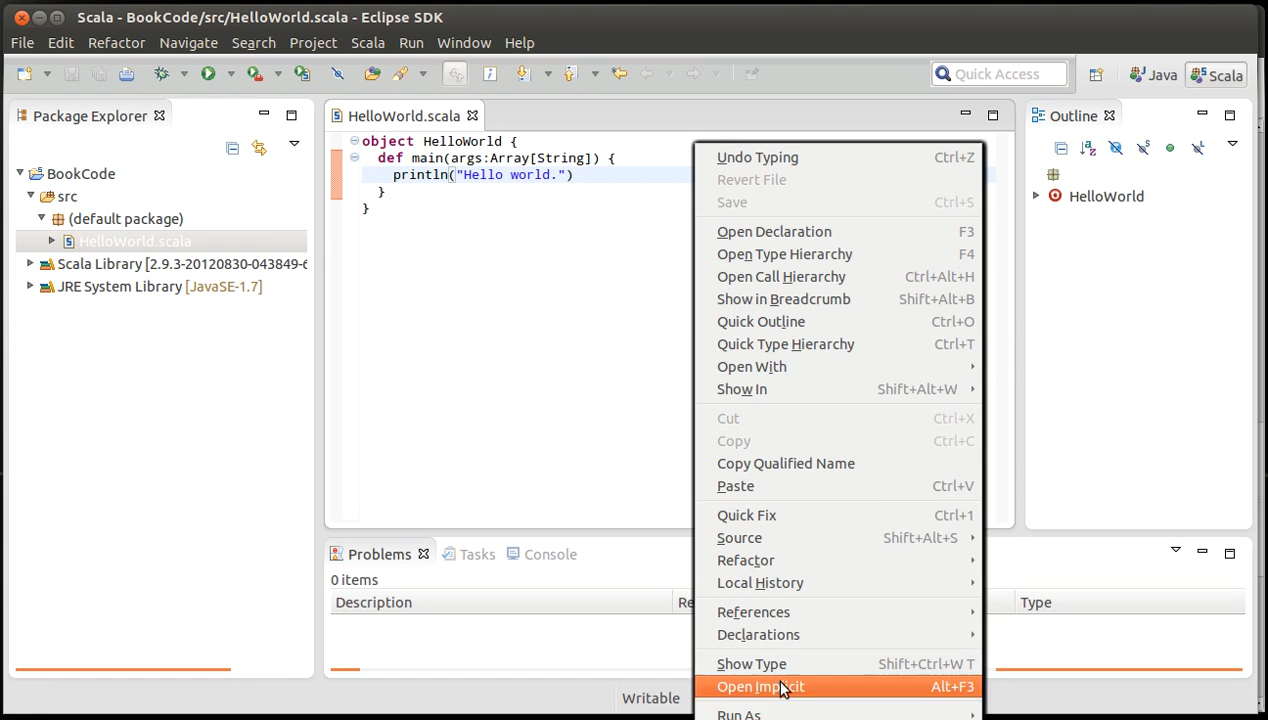 Scala - BookCode/src/HelloWorld.scala - Eclipse SDK
File Edit Refactor Navigate Search Project Scala Run Window Help
Quick Access Java Scala
Package Explorer
BookCode
src
(default package)
HelloWorld.scala
Scala Library [2.9.3-20120830-043849-6
JRE System Library [JavaSE-1.7]
HelloWorld.scala
object HelloWorld {
def main(args:Array[String]) {
println("Hello world.")
}
}
Undo Typing Ctrl+Z
Revert File
Save Ctrl+S
Open Declaration F3
Open Type Hierarchy F4
Open Call Hierarchy Ctrl+Alt+H
Show in Breadcrumb Shift+Alt+B
Quick Outline Ctrl+O
Quick Type Hierarchy Ctrl+T
Open With
Show In Shift+Alt+W
Cut Ctrl+X
Copy Ctrl+C
Copy Qualified Name
Paste Ctrl+V
Quick Fix Ctrl+1
Source Shift+Alt+S
Refactor
Local History
References
Declarations
Show Type Shift+Ctrl+W T
Open Implicit Alt+F3
Run As
Outline
HelloWorld
Problems Tasks Console
0 items
Description Re Type
Writable